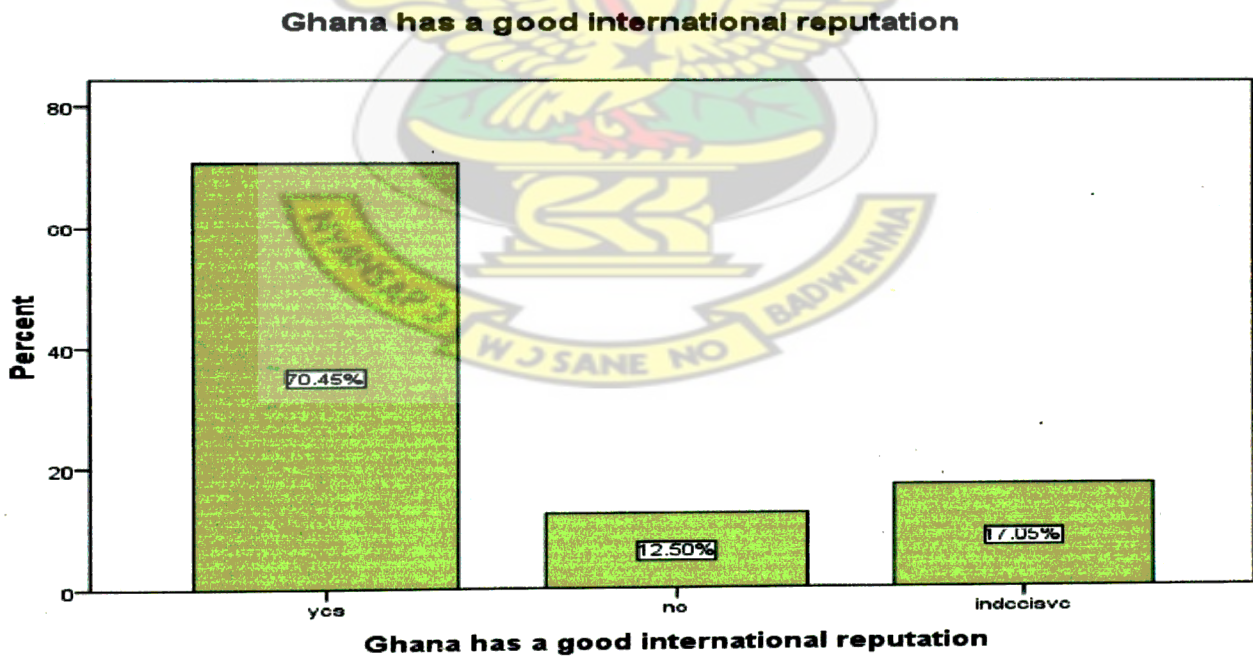 Ghana has a good international reputation
80
60
40
20
0
Percent
70.45%
12.50%
17.05%
yes
no
indecisive
Ghana has a good international reputation
W Ɔ SANE NO
BADWENMA